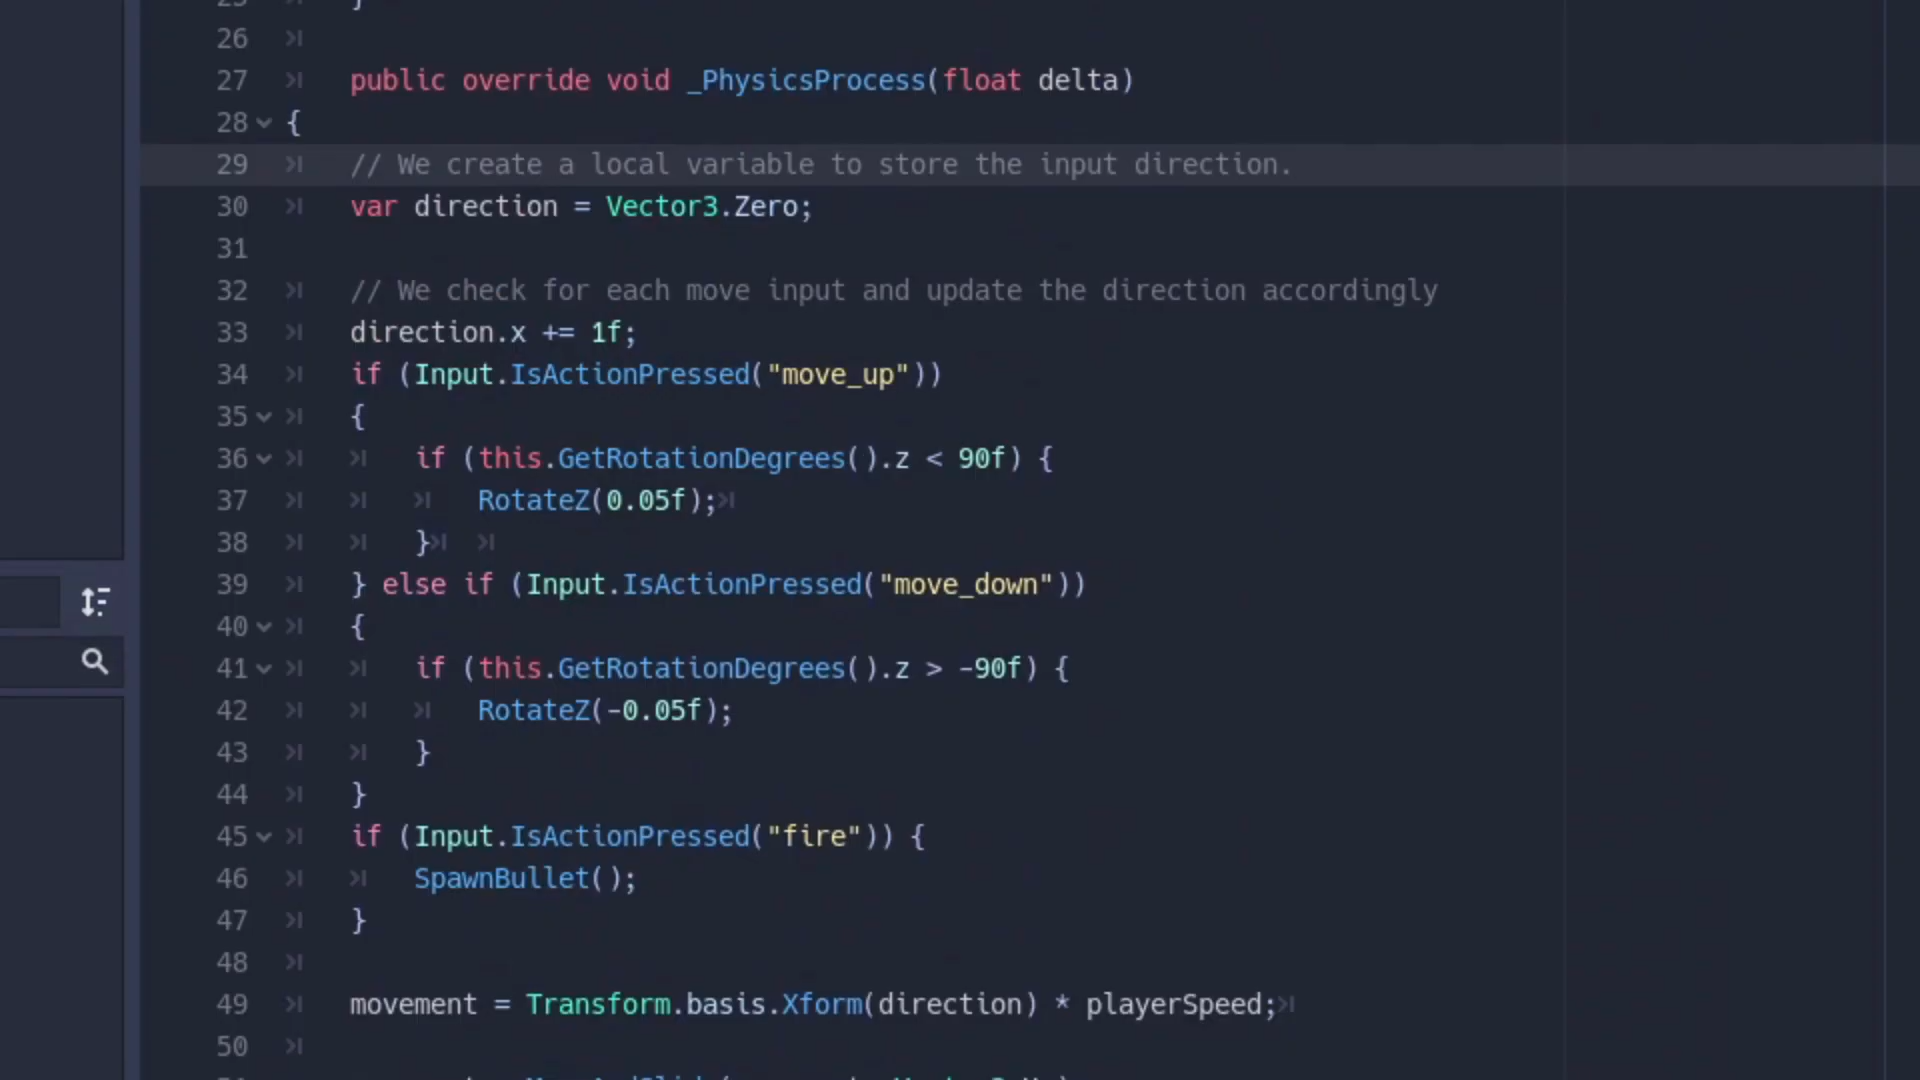 26
27 public override void _PhysicsProcess(float delta)
28 {
29 // We create a local variable to store the input direction.
30 var direction = Vector3.Zero;
31
32 // We check for each move input and update the direction accordingly
33 direction.x += 1f;
34 if (Input.IsActionPressed("move_up"))
35 {
36 if (this.GetRotationDegrees().z < 90f) {
37 RotateZ(0.05f);
38 }
39 } else if (Input.IsActionPressed("move_down"))
40 {
41 if (this.GetRotationDegrees().z > -90f) {
42 RotateZ(-0.05f);
43 }
44 }
45 if (Input.IsActionPressed("fire")) {
46 SpawnBullet();
47 }
48
49 movement = Transform.basis.Xform(direction) * playerSpeed;
50